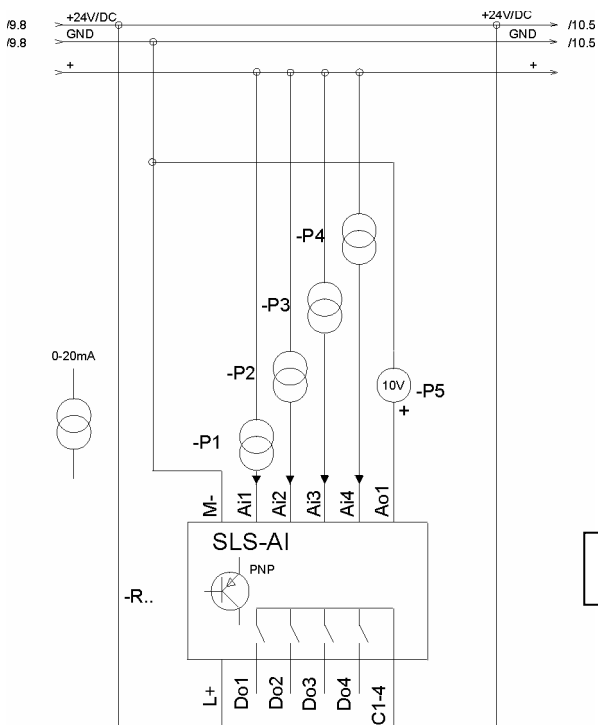 /9.8 +24V/DC +24V/DC /10.5
/9.8 GND GND /10.5
+ +
-P4
-P3
0-20mA
-P2
10V -P5
+
-P1
M- Ai1 Ai2 Ai3 Ai4 Ao1
SLS-AI
PNP
-R..
L+ Do1 Do2 Do3 Do4 C1-4